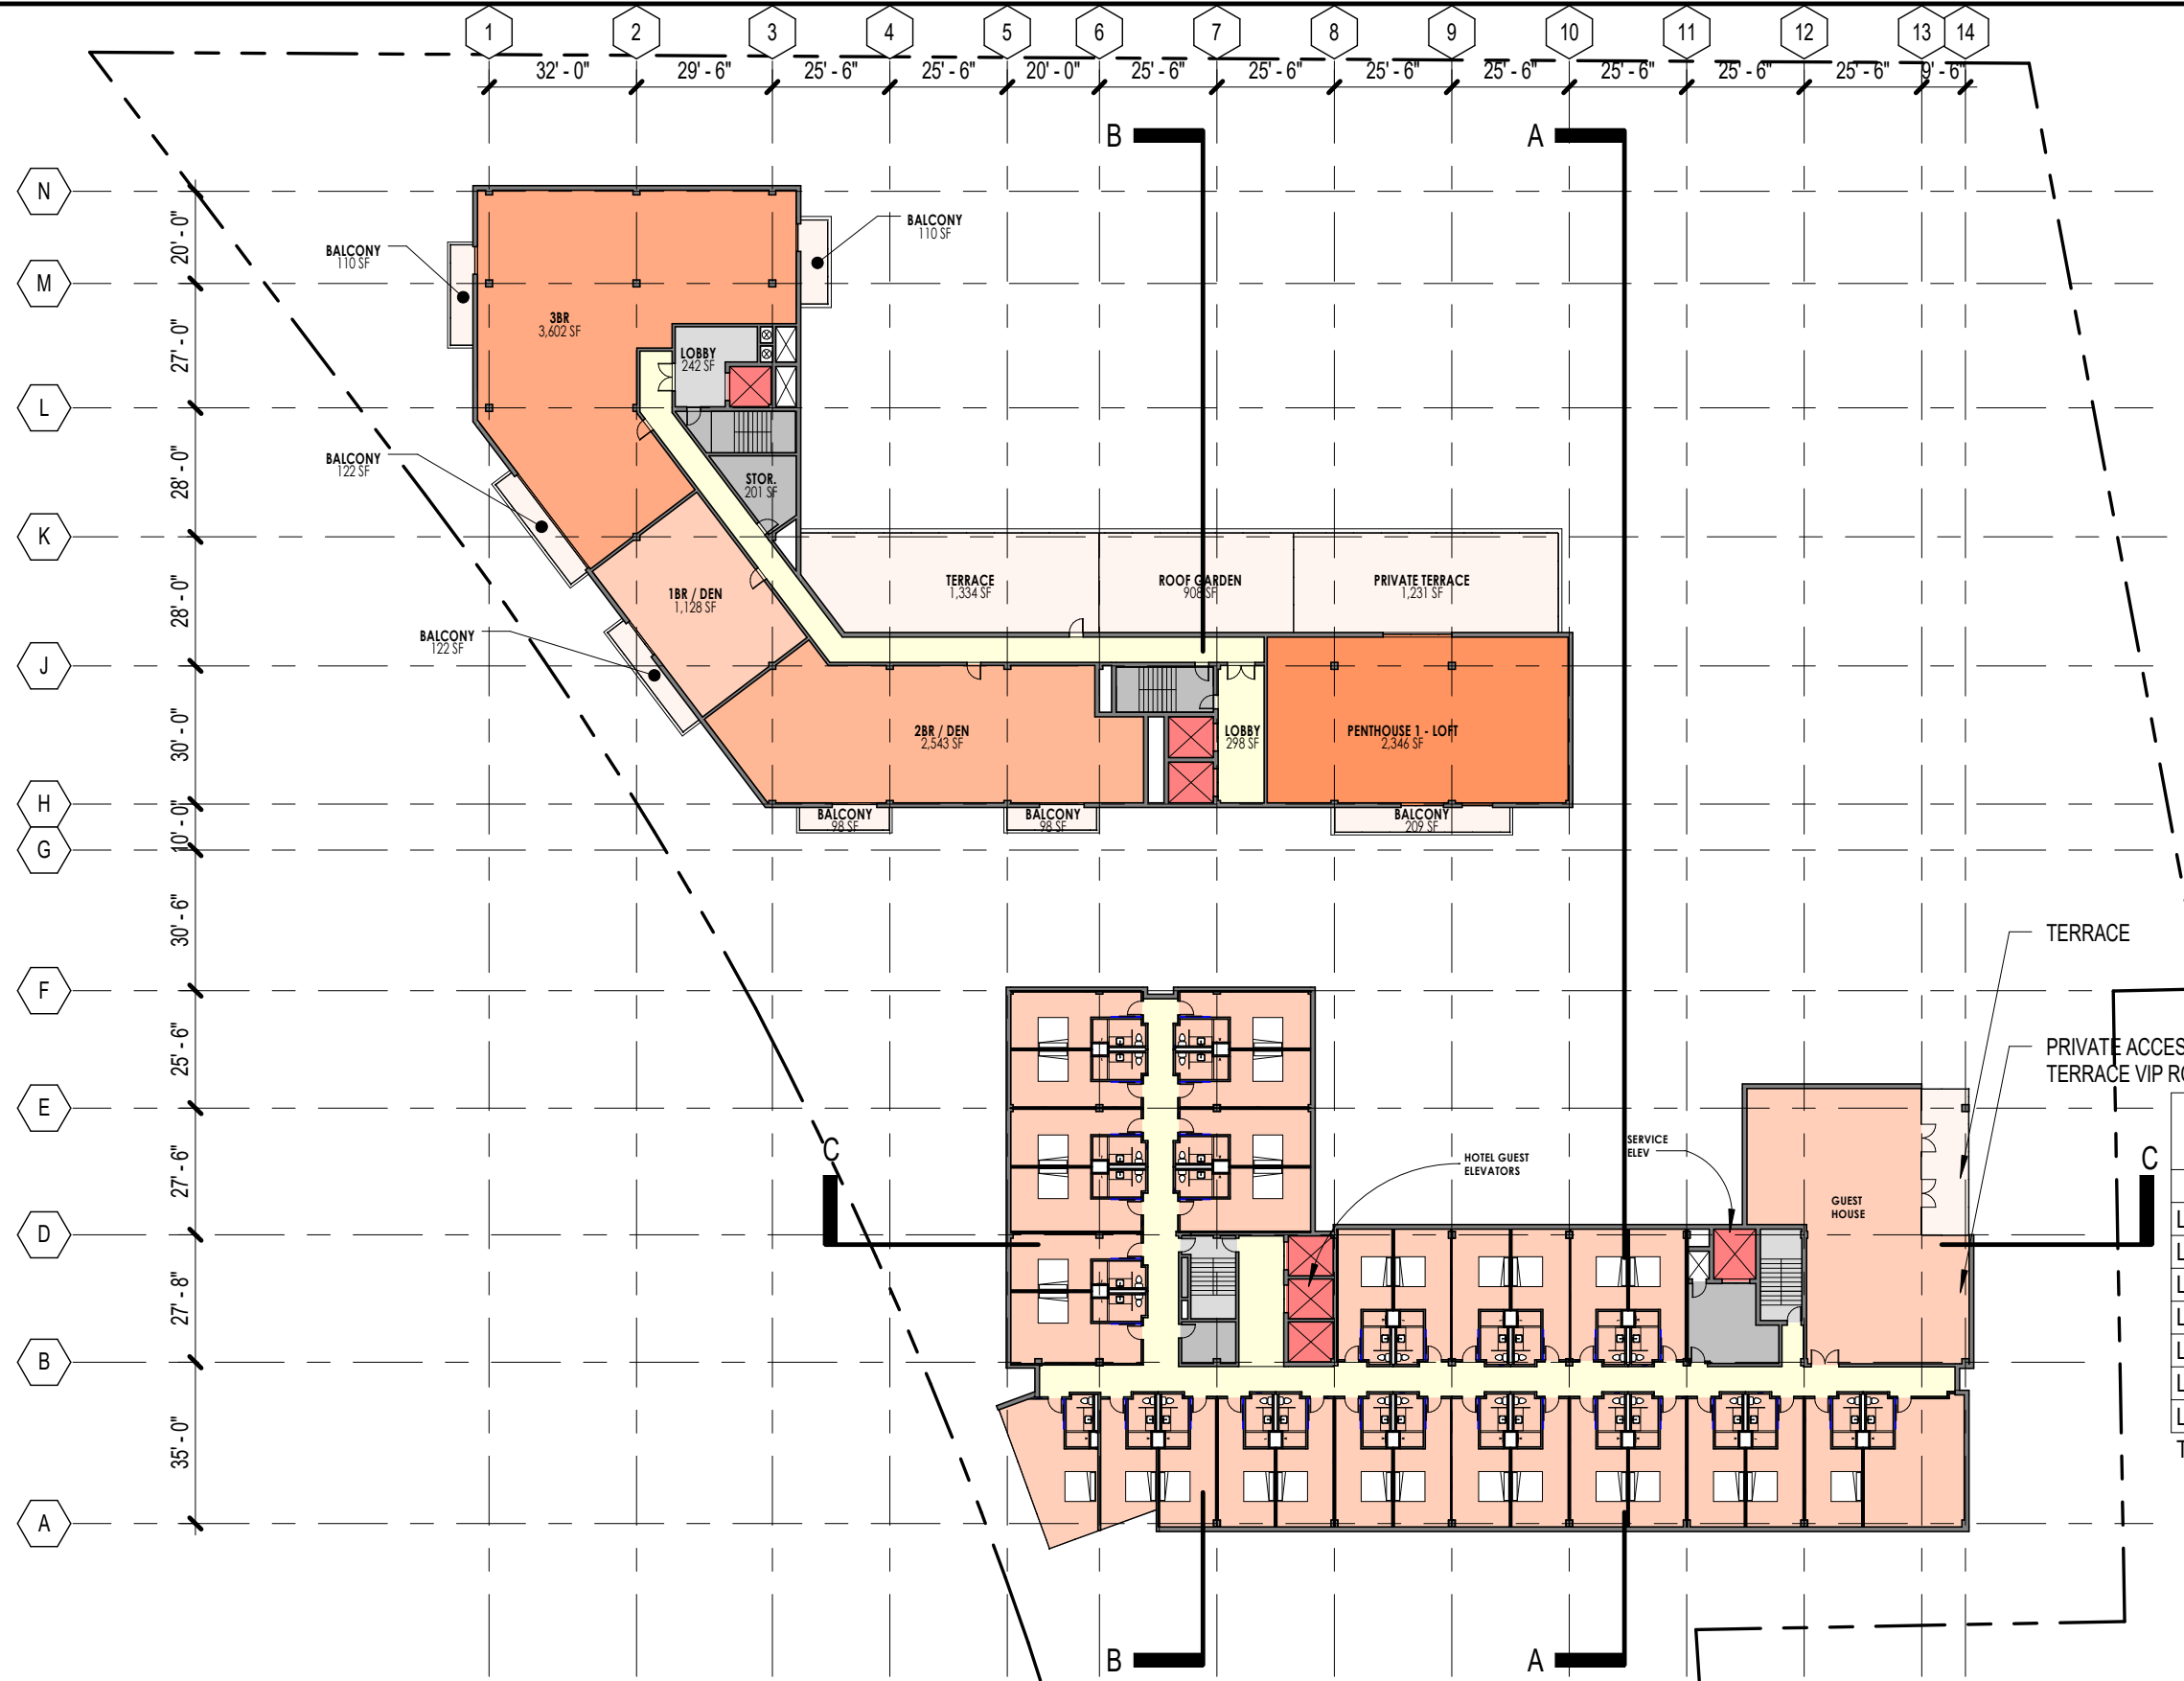 1 2 3 4 5 6 7 8 9 10 11 12 13 14
32' - 0" 29' - 6" 25' - 6" 25' - 6" 20' - 0" 25' - 6" 25' - 6" 25' - 6" 25' - 6" 25' - 6" 25' - 6" 25' - 6" 9' - 6"
B A
N
20' - 0"
M
27' - 0"
L
28' - 0"
K
28' - 0"
J
30' - 0"
H
10' - 0"
G
30' - 6"
F
25' - 6"
E
27' - 6"
D
27' - 8"
B
35' - 0"
A
BALCONY
110 SF
BALCONY
110 SF
3BR
3,602 SF
LOBBY
242 SF
BALCONY
122 SF
STOR.
201 SF
1BR / DEN
1,128 SF
TERRACE
1,334 SF
ROOF GARDEN
908 SF
PRIVATE TERRACE
1,231 SF
BALCONY
122 SF
2BR / DEN
2,543 SF
LOBBY
298 SF
PENTHOUSE 1 - LOFT
2,346 SF
BALCONY
98 SF
BALCONY
98 SF
BALCONY
209 SF
TERRACE
PRIVATE ACCES
TERRACE VIP RO
C
C
HOTEL GUEST
ELEVATORS
SERVICE
ELEV
GUEST
HOUSE
L
L
L
L
L
L
L
T
B A